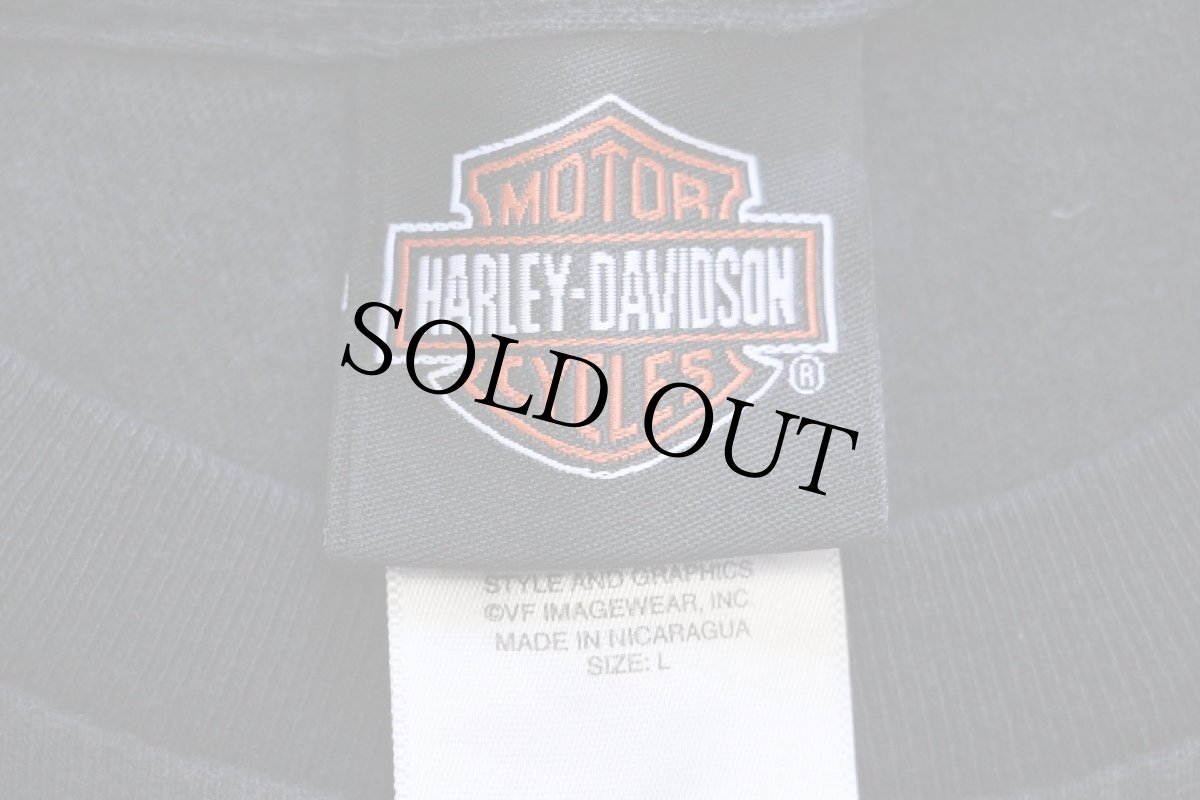 MOTOR
HARLEY-DAVIDSON
CYCLES
®
SOLD OUT
STYLE AND GRAPHICS
©VF IMAGEWEAR, INC
MADE IN NICARAGUA
SIZE: L